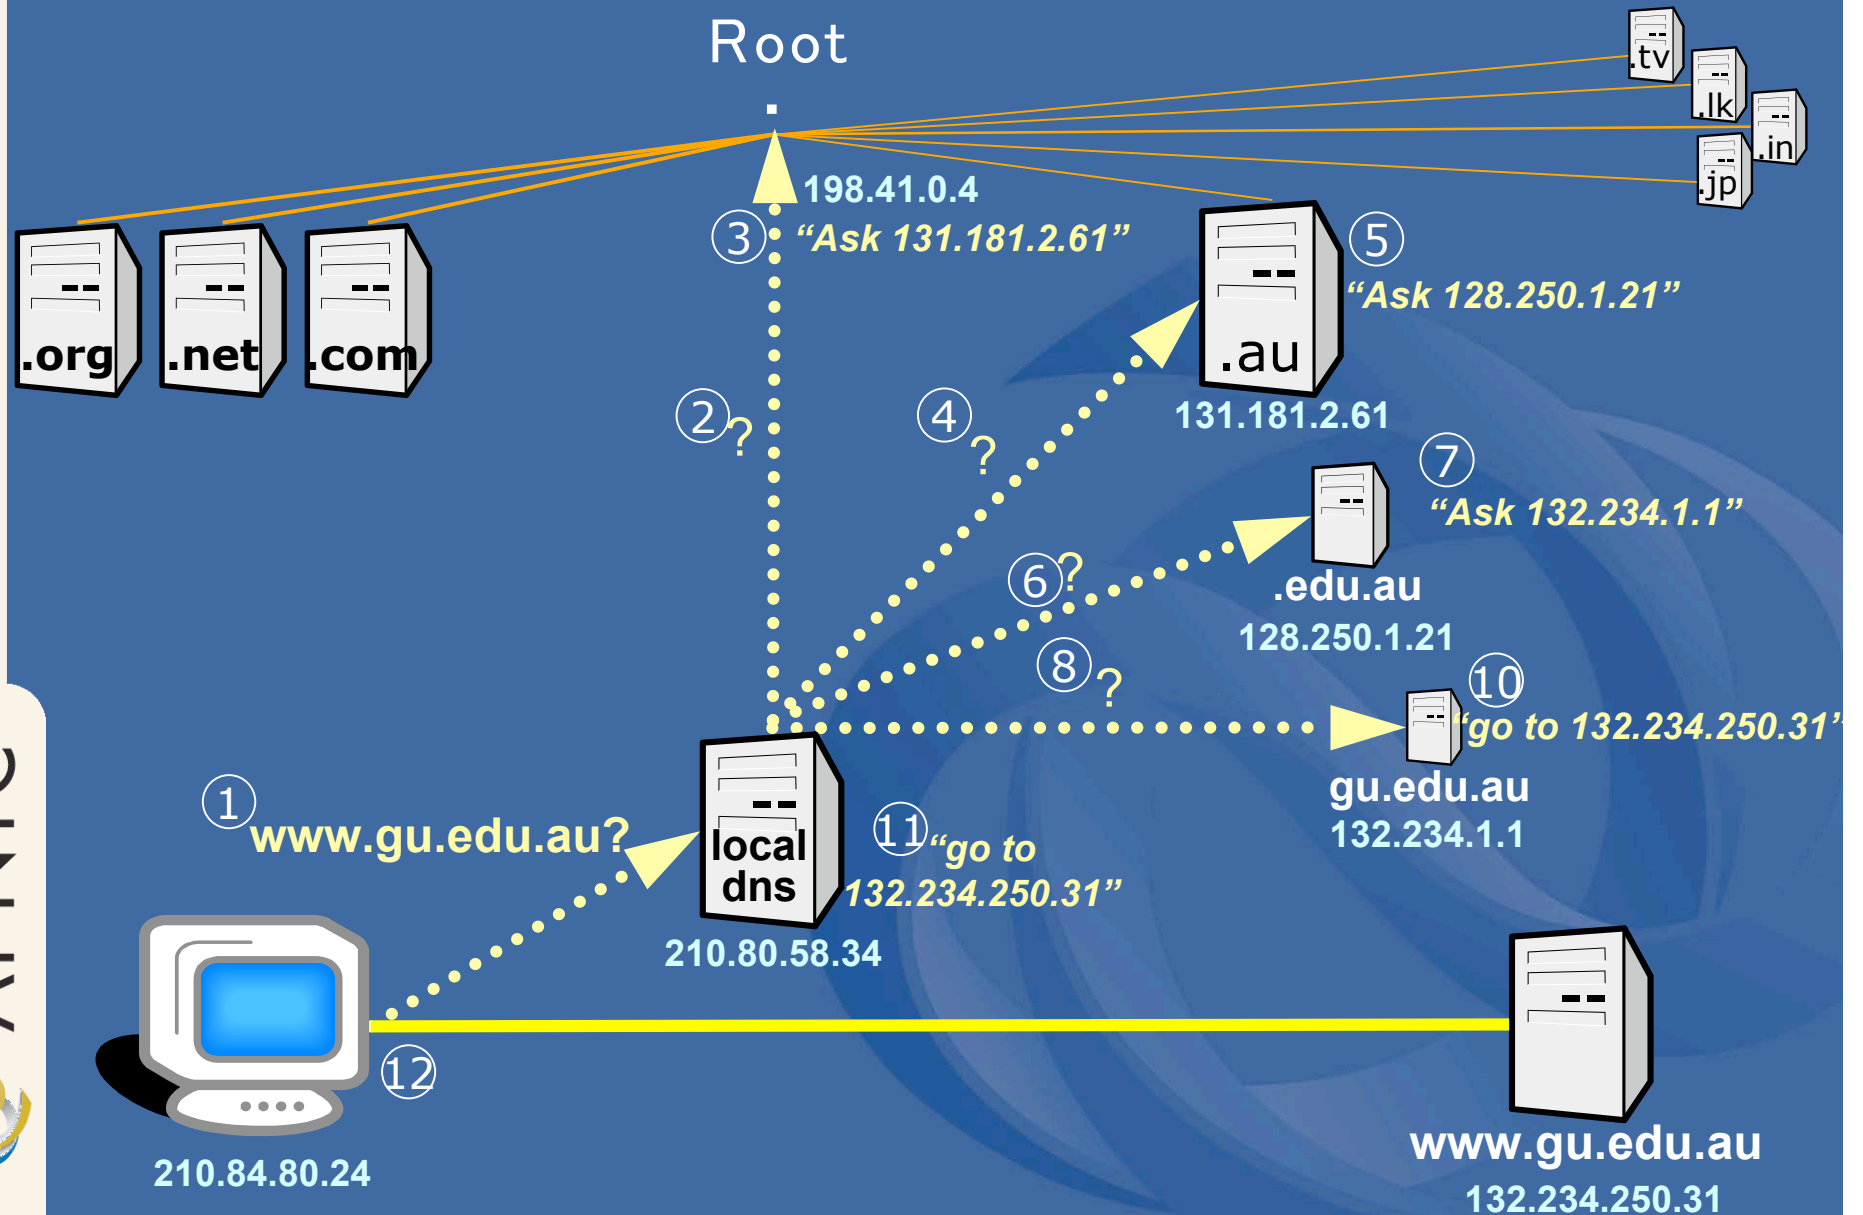 Root
.
.tv
.lk
.in
.jp
198.41.0.4
③ “Ask 131.181.2.61”
⑤
“Ask 128.250.1.21”
.org
.net
.com
.au
131.181.2.61
②?
④?
⑦
“Ask 132.234.1.1”
⑥?
.edu.au
128.250.1.21
⑧?
⑩
“go to 132.234.250.31”
gu.edu.au
132.234.1.1
①
www.gu.edu.au?
local
dns
⑪“go to
132.234.250.31”
210.80.58.34
⑫
210.84.80.24
www.gu.edu.au
132.234.250.31